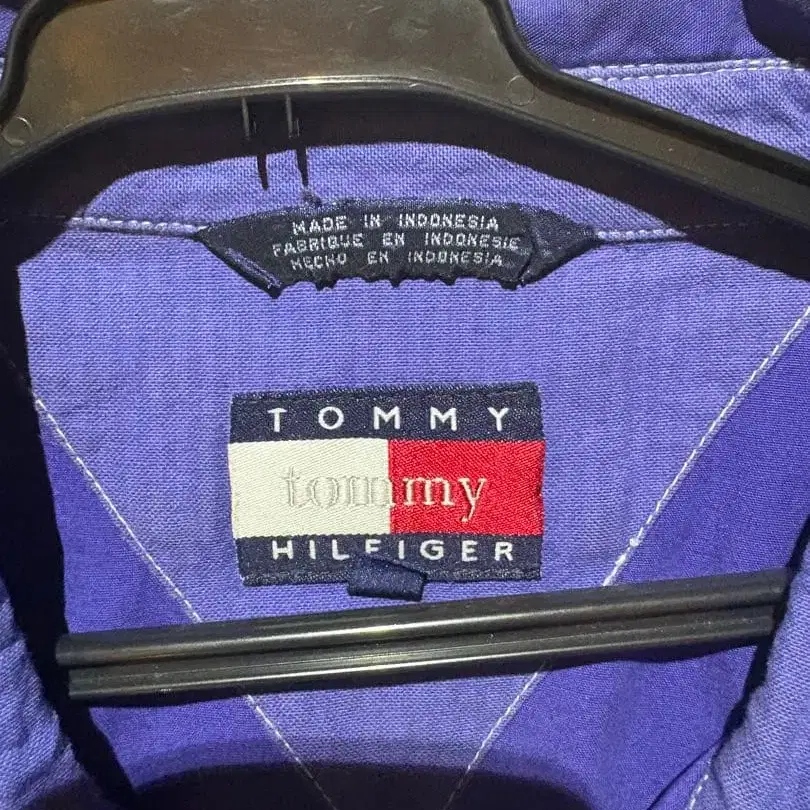 MADE IN INDONESIA
FABRIQUE EN INDONESIE
HECHO EN INDONESIA
TOMMY
tommy
HILFIGER